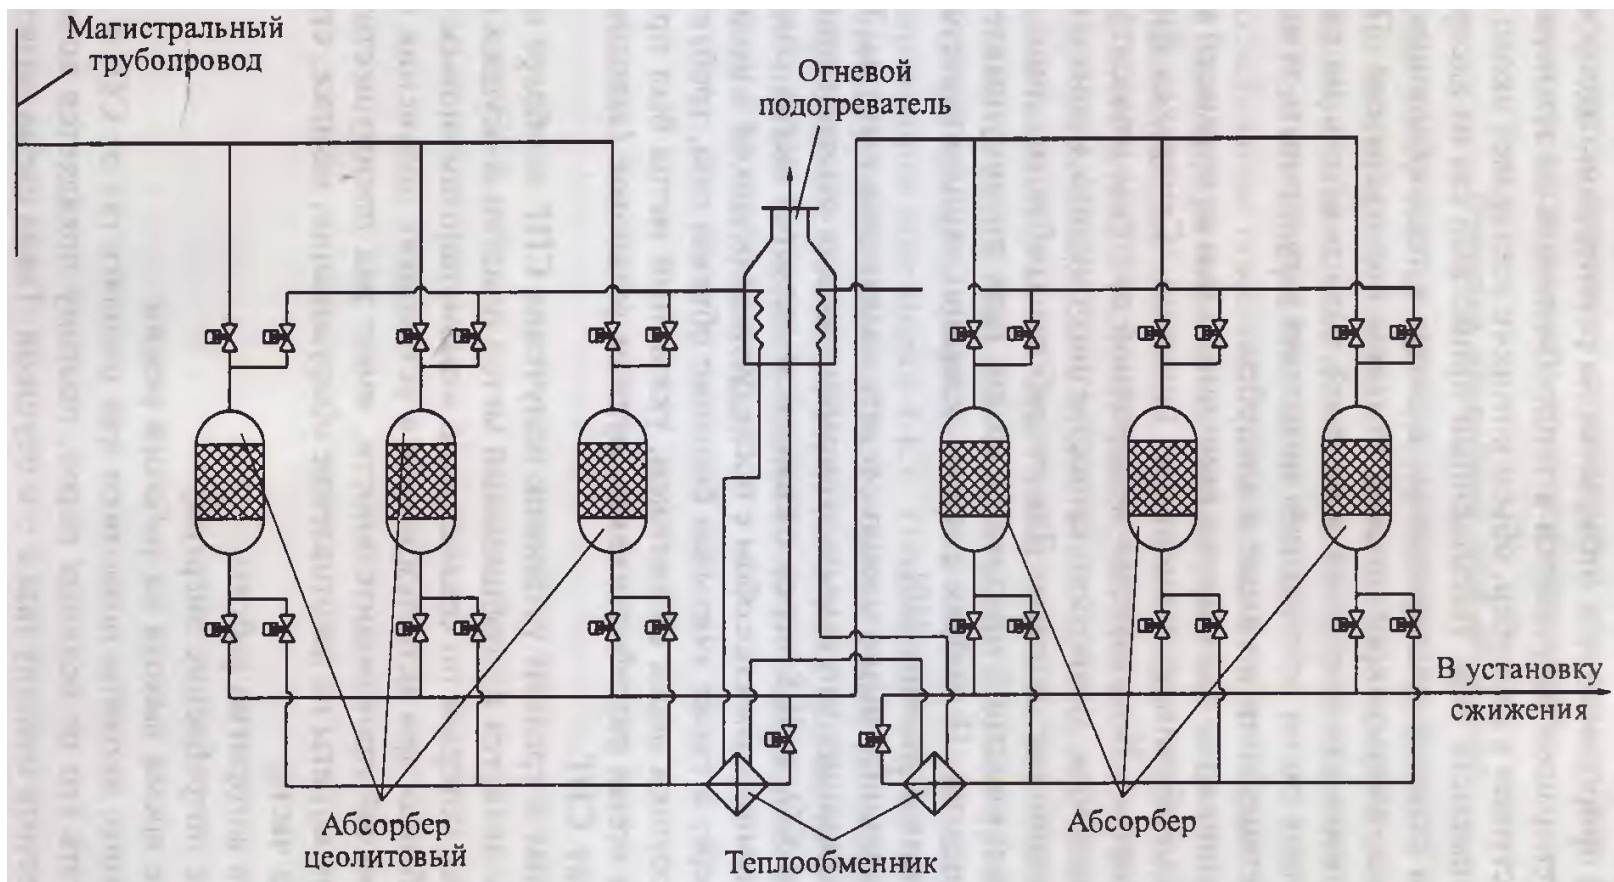 Магистральный
трубопровод
Огневой
подогреватель
В установку
сжижения
Абсорбер
цеолитовый
Теплообменник
Абсорбер